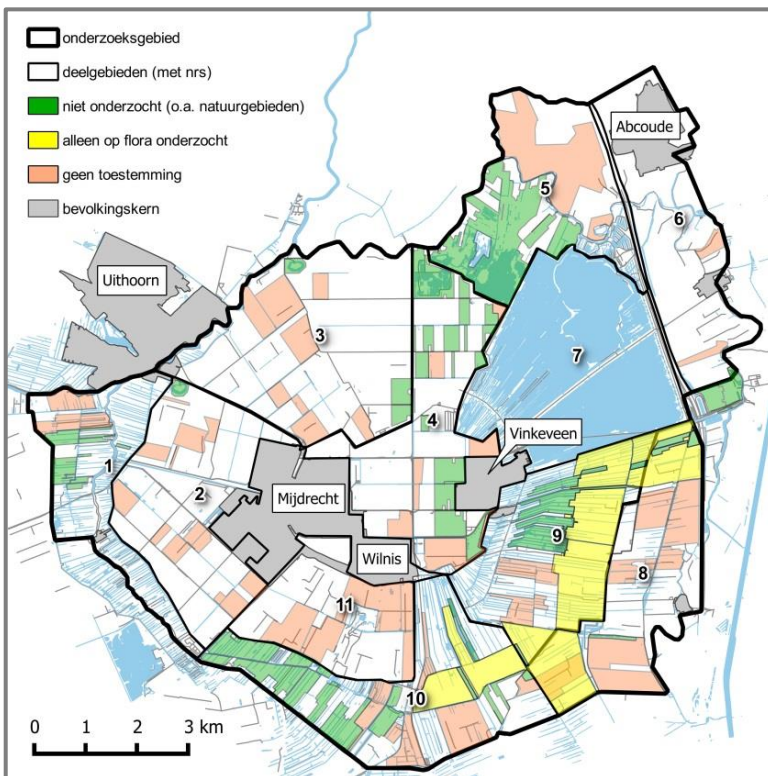 onderzoeksgebied
deelgebieden (met nrs)
niet onderzocht (o.a. natuurgebieden)
alleen op flora onderzocht
geen toestemming
bevolkingskern
Abcoude
5
6
Uithoorn
3
7
4
Vinkeveen
1
2
Mijdrecht
9
Wilnis
8
11
10
0 1 2 3 km